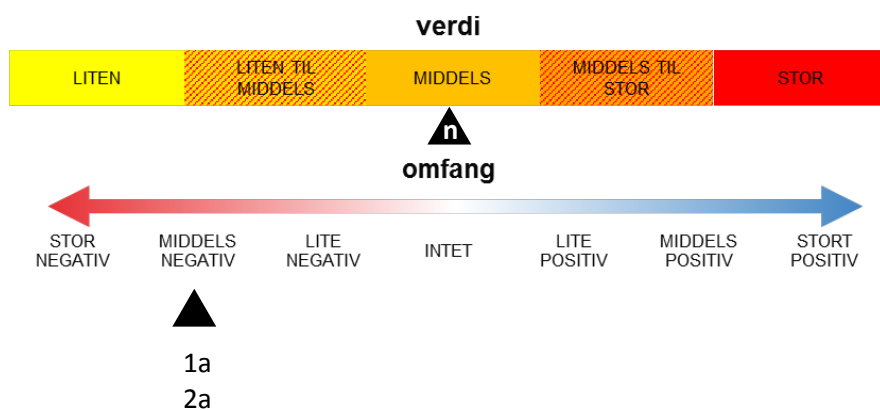 verdi
LITEN
LITEN TIL
MIDDELS
MIDDELS
MIDDELS TIL
STOR
STOR
n
omfang
STOR
NEGATIV
MIDDELS
NEGATIV
LITE
NEGATIV
INTET
LITE
POSITIV
MIDDELS
POSITIV
STORT
POSITIV
1a
2a